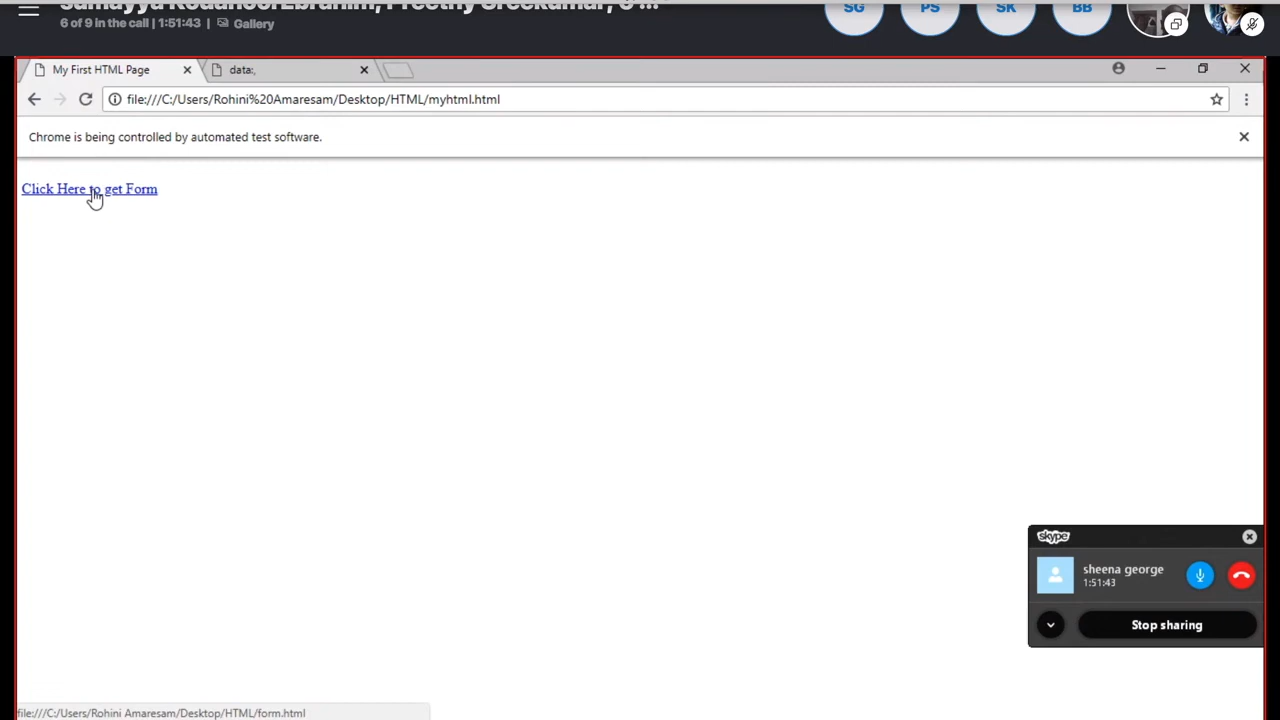 6 of 9 in the call | 1:51:43 | Gallery
SG
PS
SK
BB
My First HTML Page
data:,
file:///C:/Users/Rohini%20Amaresam/Desktop/HTML/myhtml.html
Chrome is being controlled by automated test software.
Click Here to get Form
skype
sheena george
1:51:43
Stop sharing
file:///C:/Users/Rohini Amaresam/Desktop/HTML/form.html